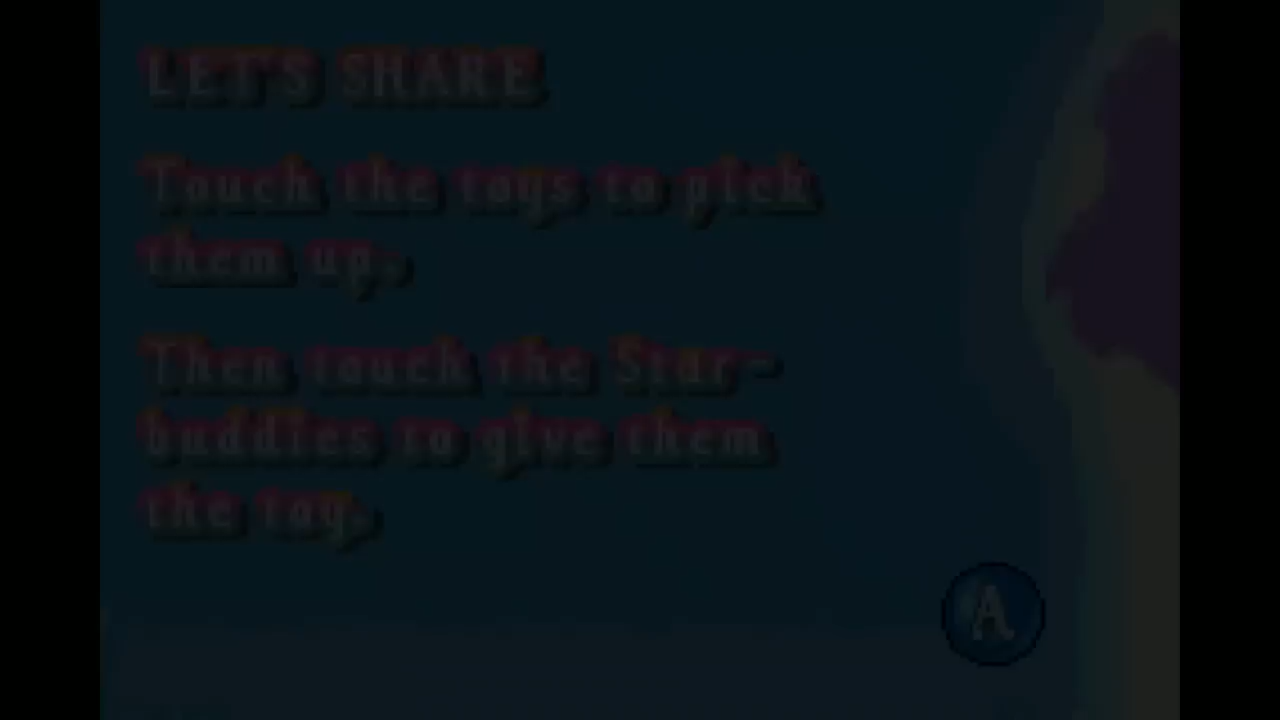 LET'S SHARE
Touch the toys to pick
them up.
Then touch the Star-
buddies to give them
the toy.
A